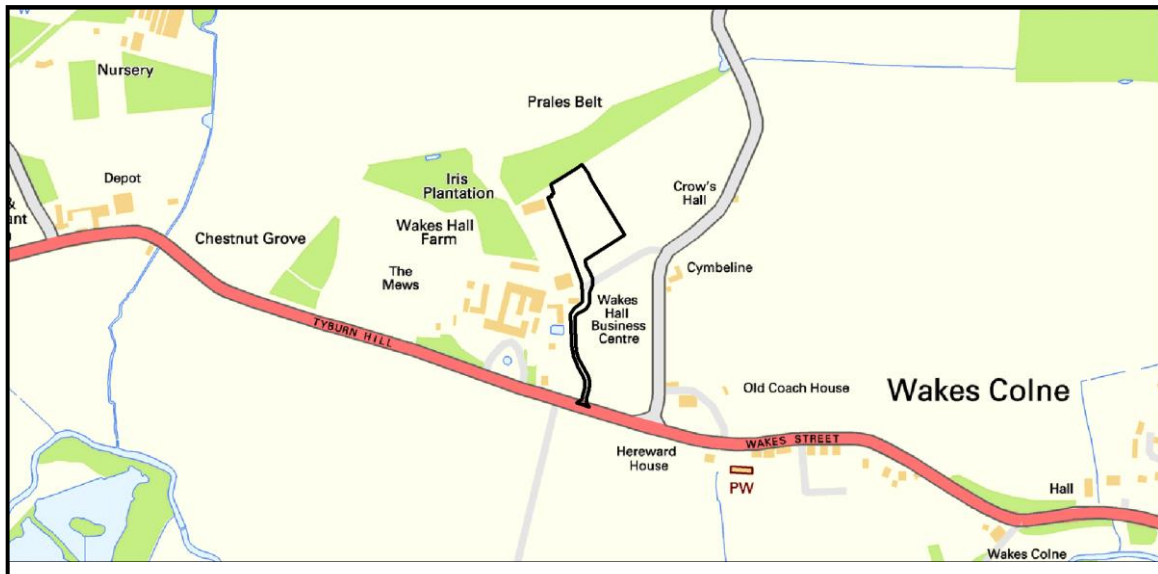 Nursery
Prales Belt
Depot
Iris
Plantation
Crow's
Hall
&
ant
Chestnut Grove
Wakes Hall
Farm
The
Mews
Cymbeline
Wakes
Hall
Business
Centre
TYBURN HILL
Old Coach House
Wakes Colne
WAKES STREET
Hereward
House
PW
Hall
Wakes Colne